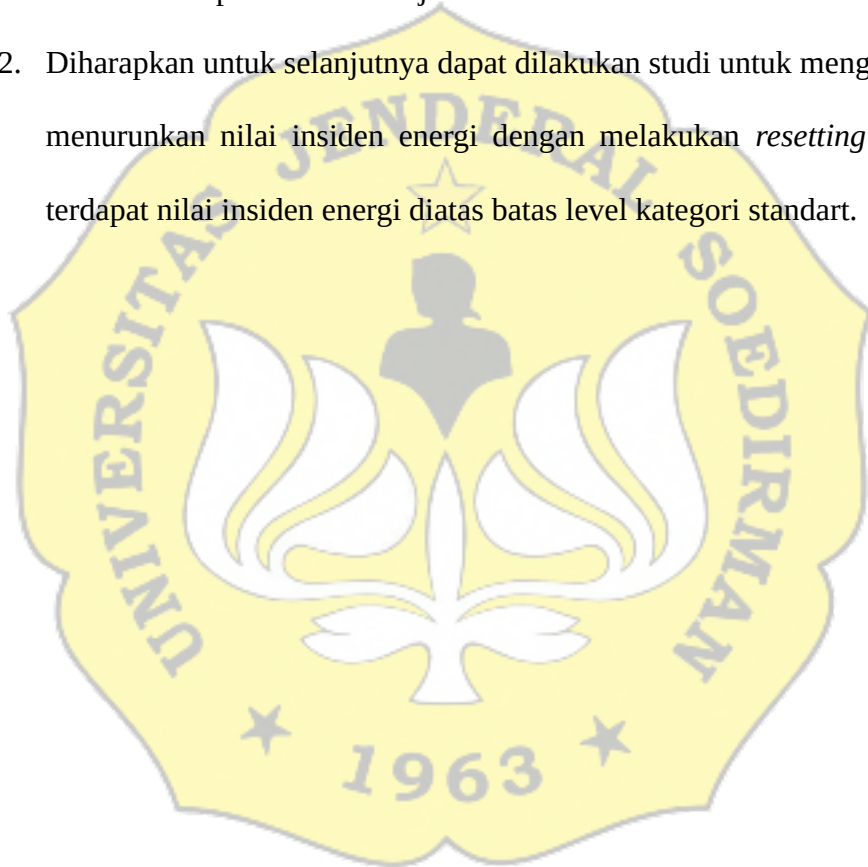 2. Diharapkan untuk selanjutnya dapat dilakukan studi untuk
menurunkan nilai insiden energi dengan melakukan resetting
terdapat nilai insiden energi diatas batas level kategori standart.
UNIVERSITAS JENDERAL SOEDIRMAN
1963